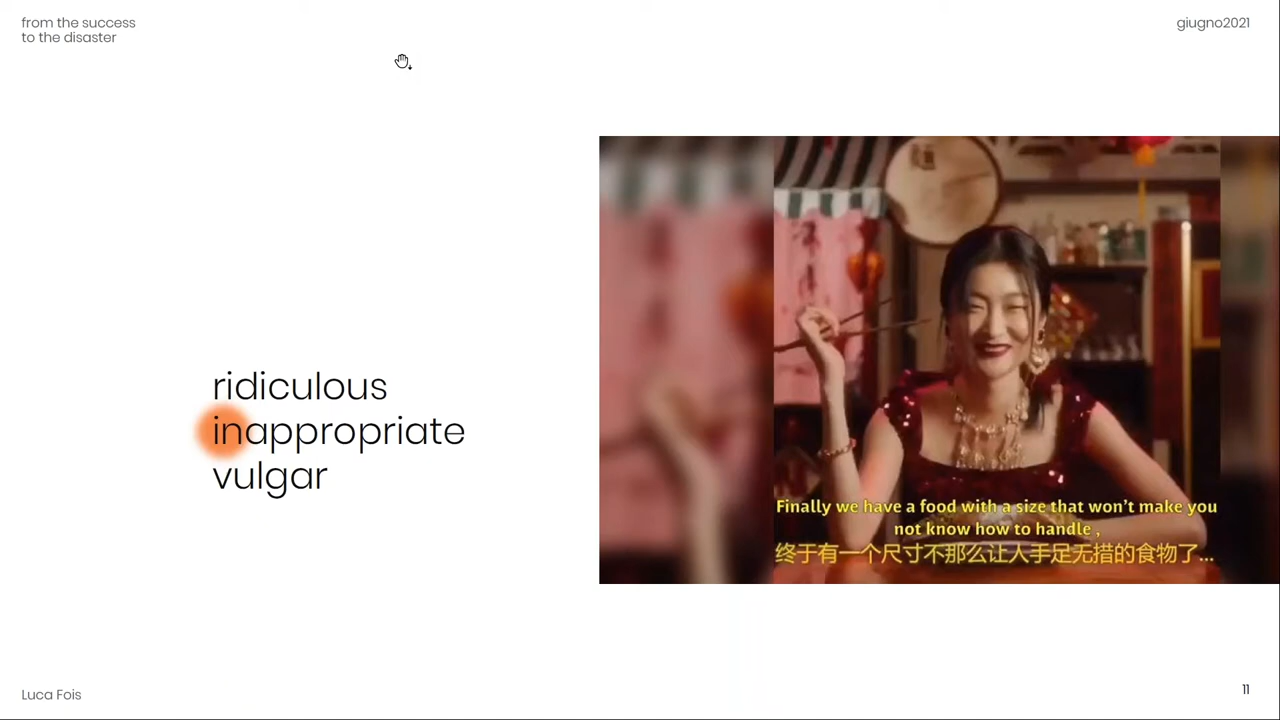 from the success
to the disaster
giugno2021
ridiculous
inappropriate
vulgar
Finally we have a food with a size that won't make you
not know how to handle ,
终于有一个尺寸不那么让人手足无措的食物了...
Luca Fois
11